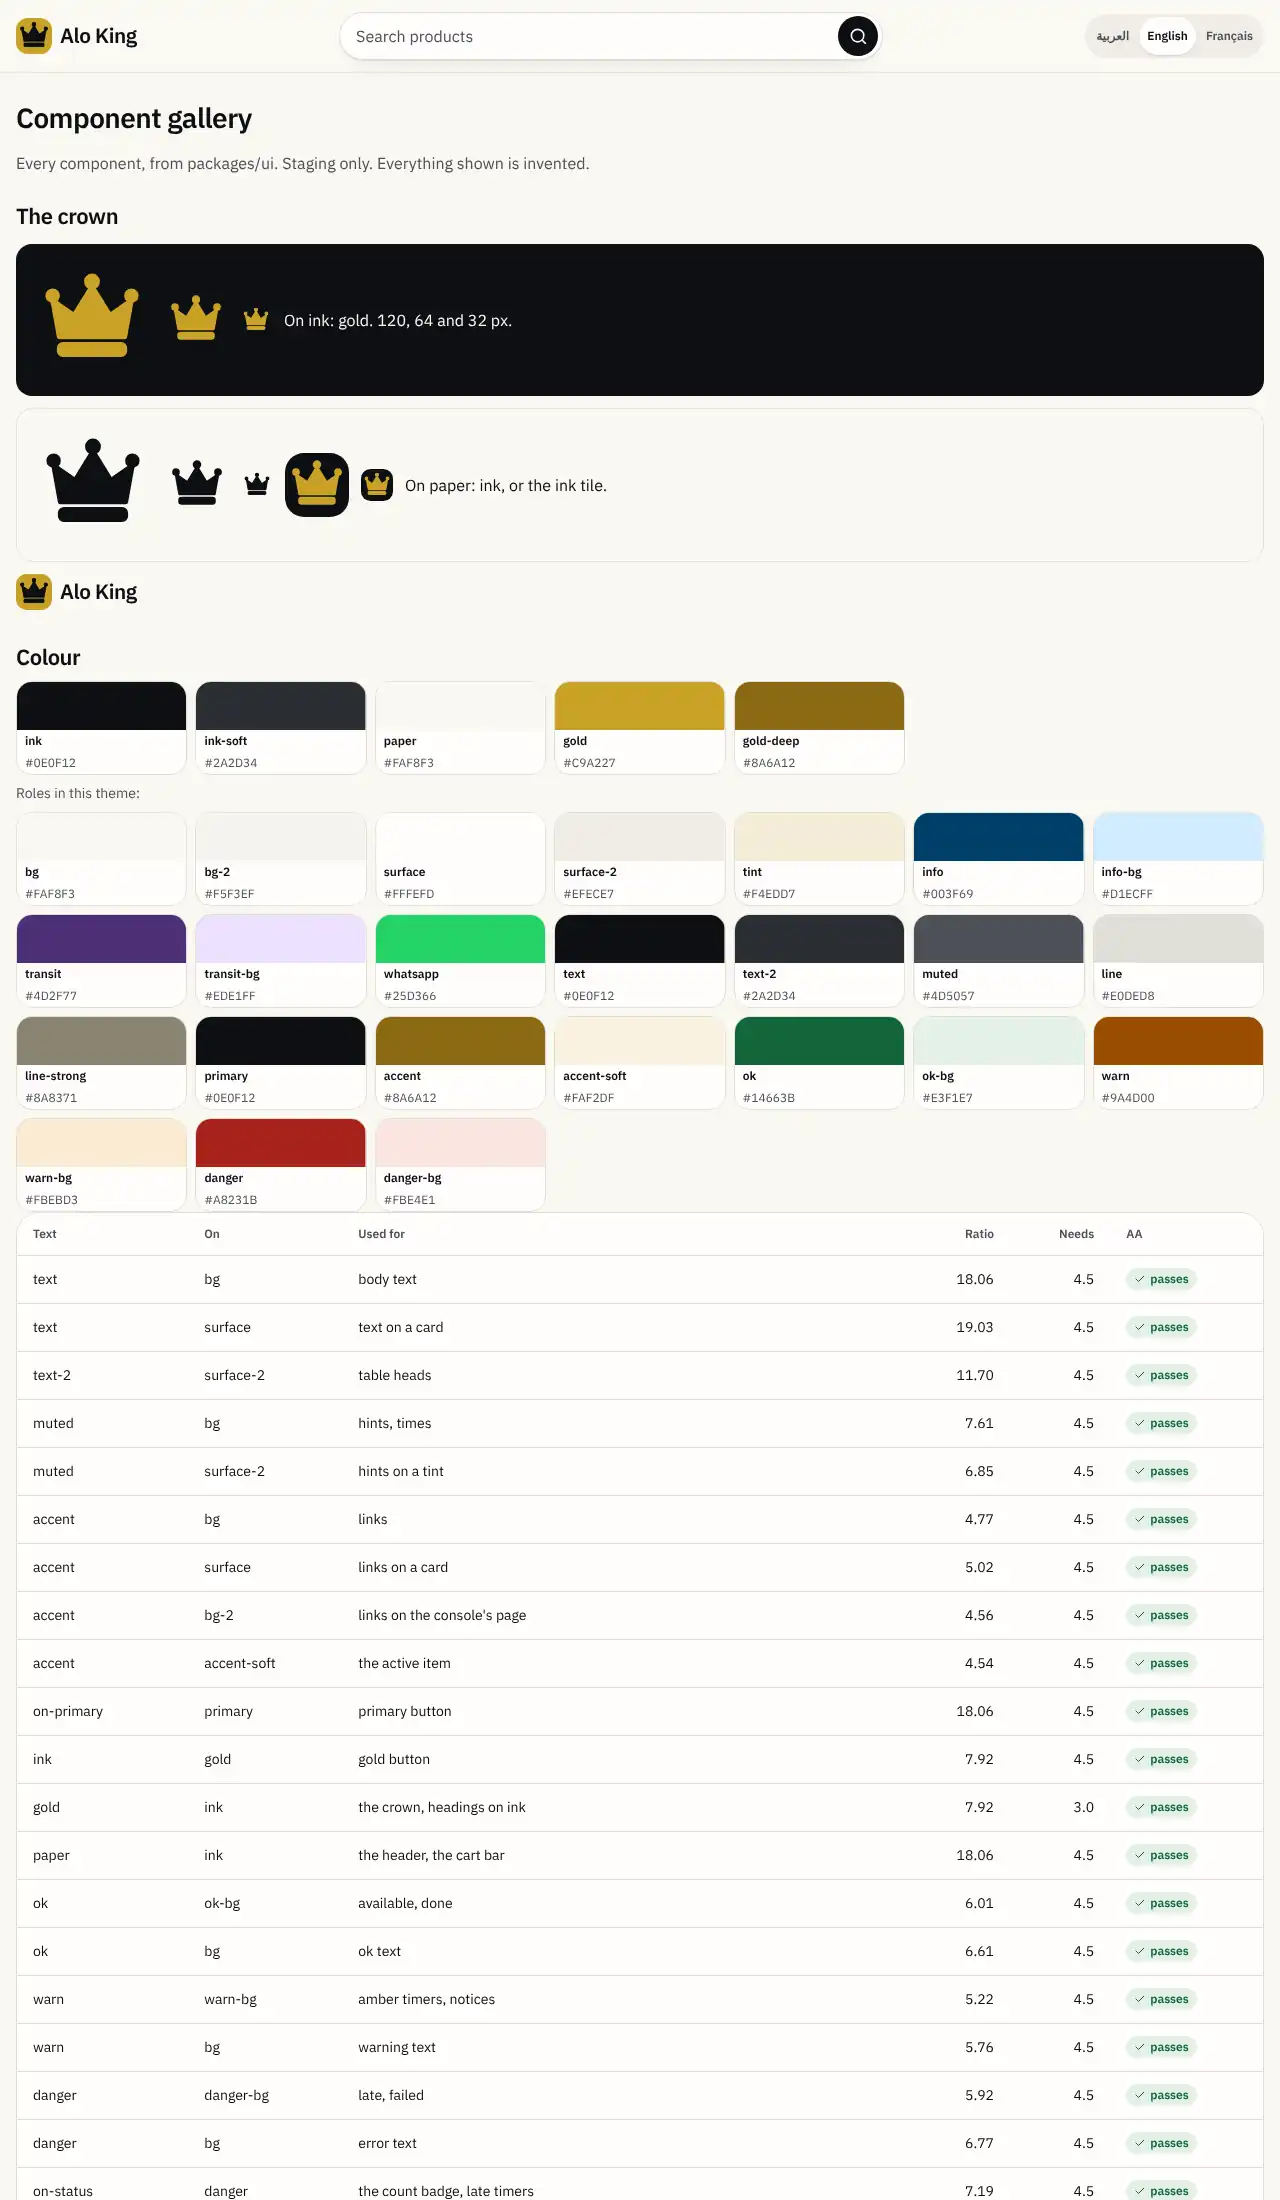 Alo King
Search products
العربية English Français
Component gallery
Every component, from packages/ui. Staging only. Everything shown is invented.
The crown
On ink: gold. 120, 64 and 32 px.
On paper: ink, or the ink tile.
Alo King
Colour
ink ink-soft paper gold gold-deep
#0E0F12 #2A2D34 #FAF8F3 #C9A227 #8A6A12
Roles in this theme:
bg bg-2 surface surface-2 tint info info-bg
#FAF8F3 #F5F3EF #FFFEFD #EFECE7 #F4EDD7 #003F69 #D1ECFF
transit transit-bg whatsapp text text-2 muted line
#4D2F77 #EDE1FF #25D366 #0E0F12 #2A2D34 #4D5057 #E0DED8
line-strong primary accent accent-soft ok ok-bg warn
#8A8371 #0E0F12 #8A6A12 #FAF2DF #14663B #E3F1E7 #9A4D00
warn-bg danger danger-bg
#FBEBD3 #A8231B #FBE4E1
Text On Used for Ratio Needs AA
text bg body text 18.06 4.5 passes
text surface text on a card 19.03 4.5 passes
text-2 surface-2 table heads 11.70 4.5 passes
muted bg hints, times 7.61 4.5 passes
muted surface-2 hints on a tint 6.85 4.5 passes
accent bg links 4.77 4.5 passes
accent surface links on a card 5.02 4.5 passes
accent bg-2 links on the console's page 4.56 4.5 passes
accent accent-soft the active item 4.54 4.5 passes
on-primary primary primary button 18.06 4.5 passes
ink gold gold button 7.92 4.5 passes
gold ink the crown, headings on ink 7.92 3.0 passes
paper ink the header, the cart bar 18.06 4.5 passes
ok ok-bg available, done 6.01 4.5 passes
ok bg ok text 6.61 4.5 passes
warn warn-bg amber timers, notices 5.22 4.5 passes
warn bg warning text 5.76 4.5 passes
danger danger-bg late, failed 5.92 4.5 passes
danger bg error text 6.77 4.5 passes
on-status danger the count badge, late timers 7.19 4.5 passes